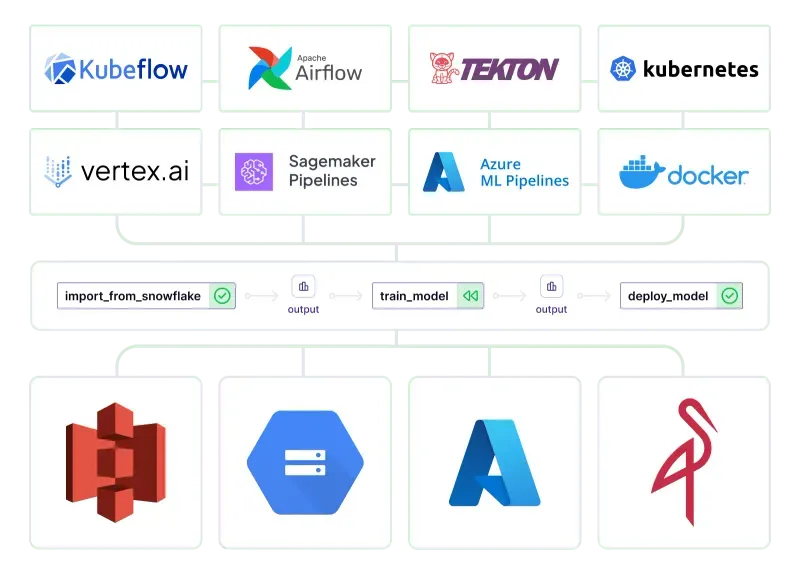 Kubeflow
Apache
Airflow
TEKTON
kubernetes
vertex.ai
Sagemaker
Pipelines
Azure
ML Pipelines
docker
import_from_snowflake
output
train_model
output
deploy_model